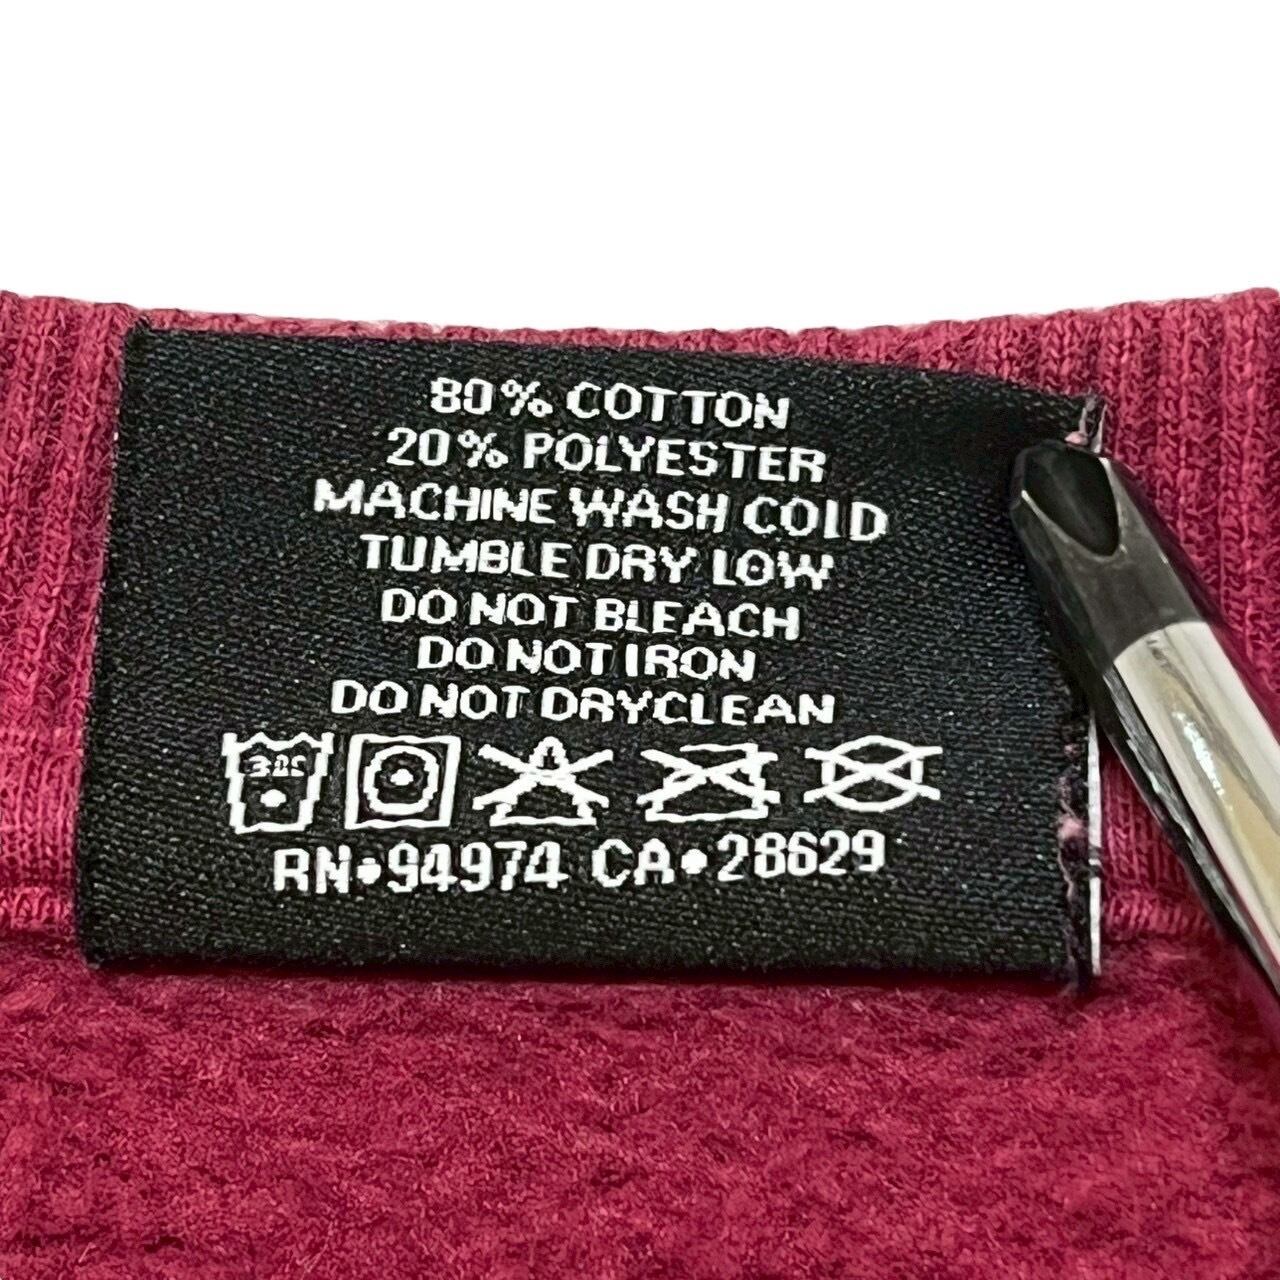 80% COTTON
20% POLYESTER
MACHINE WASH COLD
TUMBLE DRY LOW
DO NOT BLEACH
DO NOT IRON
DO NOT DRYCLEAN
30C
RN•94974 CA•28629